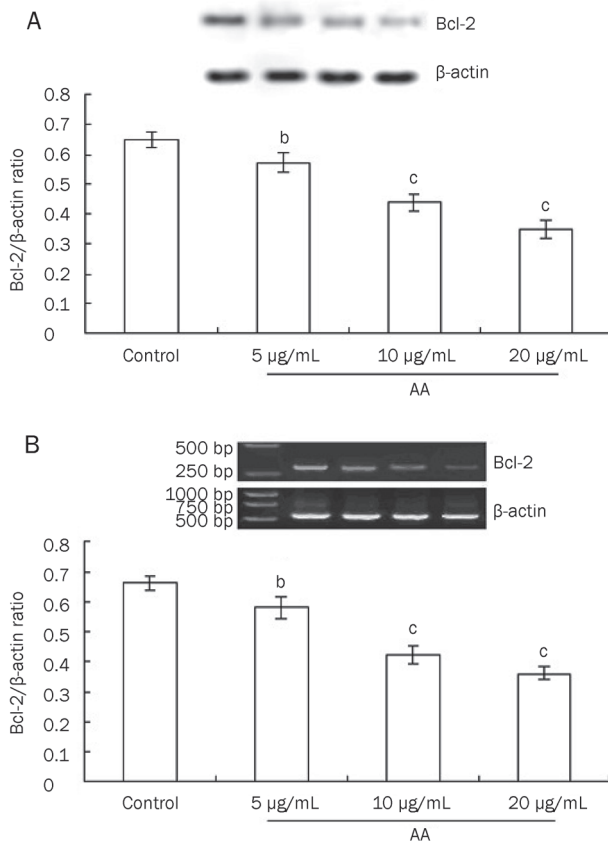 A
Bcl-2
β-actin
0.8
0.7
0.6
0.5
0.4
0.3
0.2
0.1
0
Bcl-2/β-actin ratio
b
c
c
Control
5 µg/mL
10 µg/mL
20 µg/mL
AA
B
500 bp
250 bp
Bcl-2
1000 bp
750 bp
500 bp
β-actin
0.8
0.7
0.6
0.5
0.4
0.3
0.2
0.1
0
Bcl-2/β-actin ratio
b
c
c
Control
5 µg/mL
10 µg/mL
20 µg/mL
AA